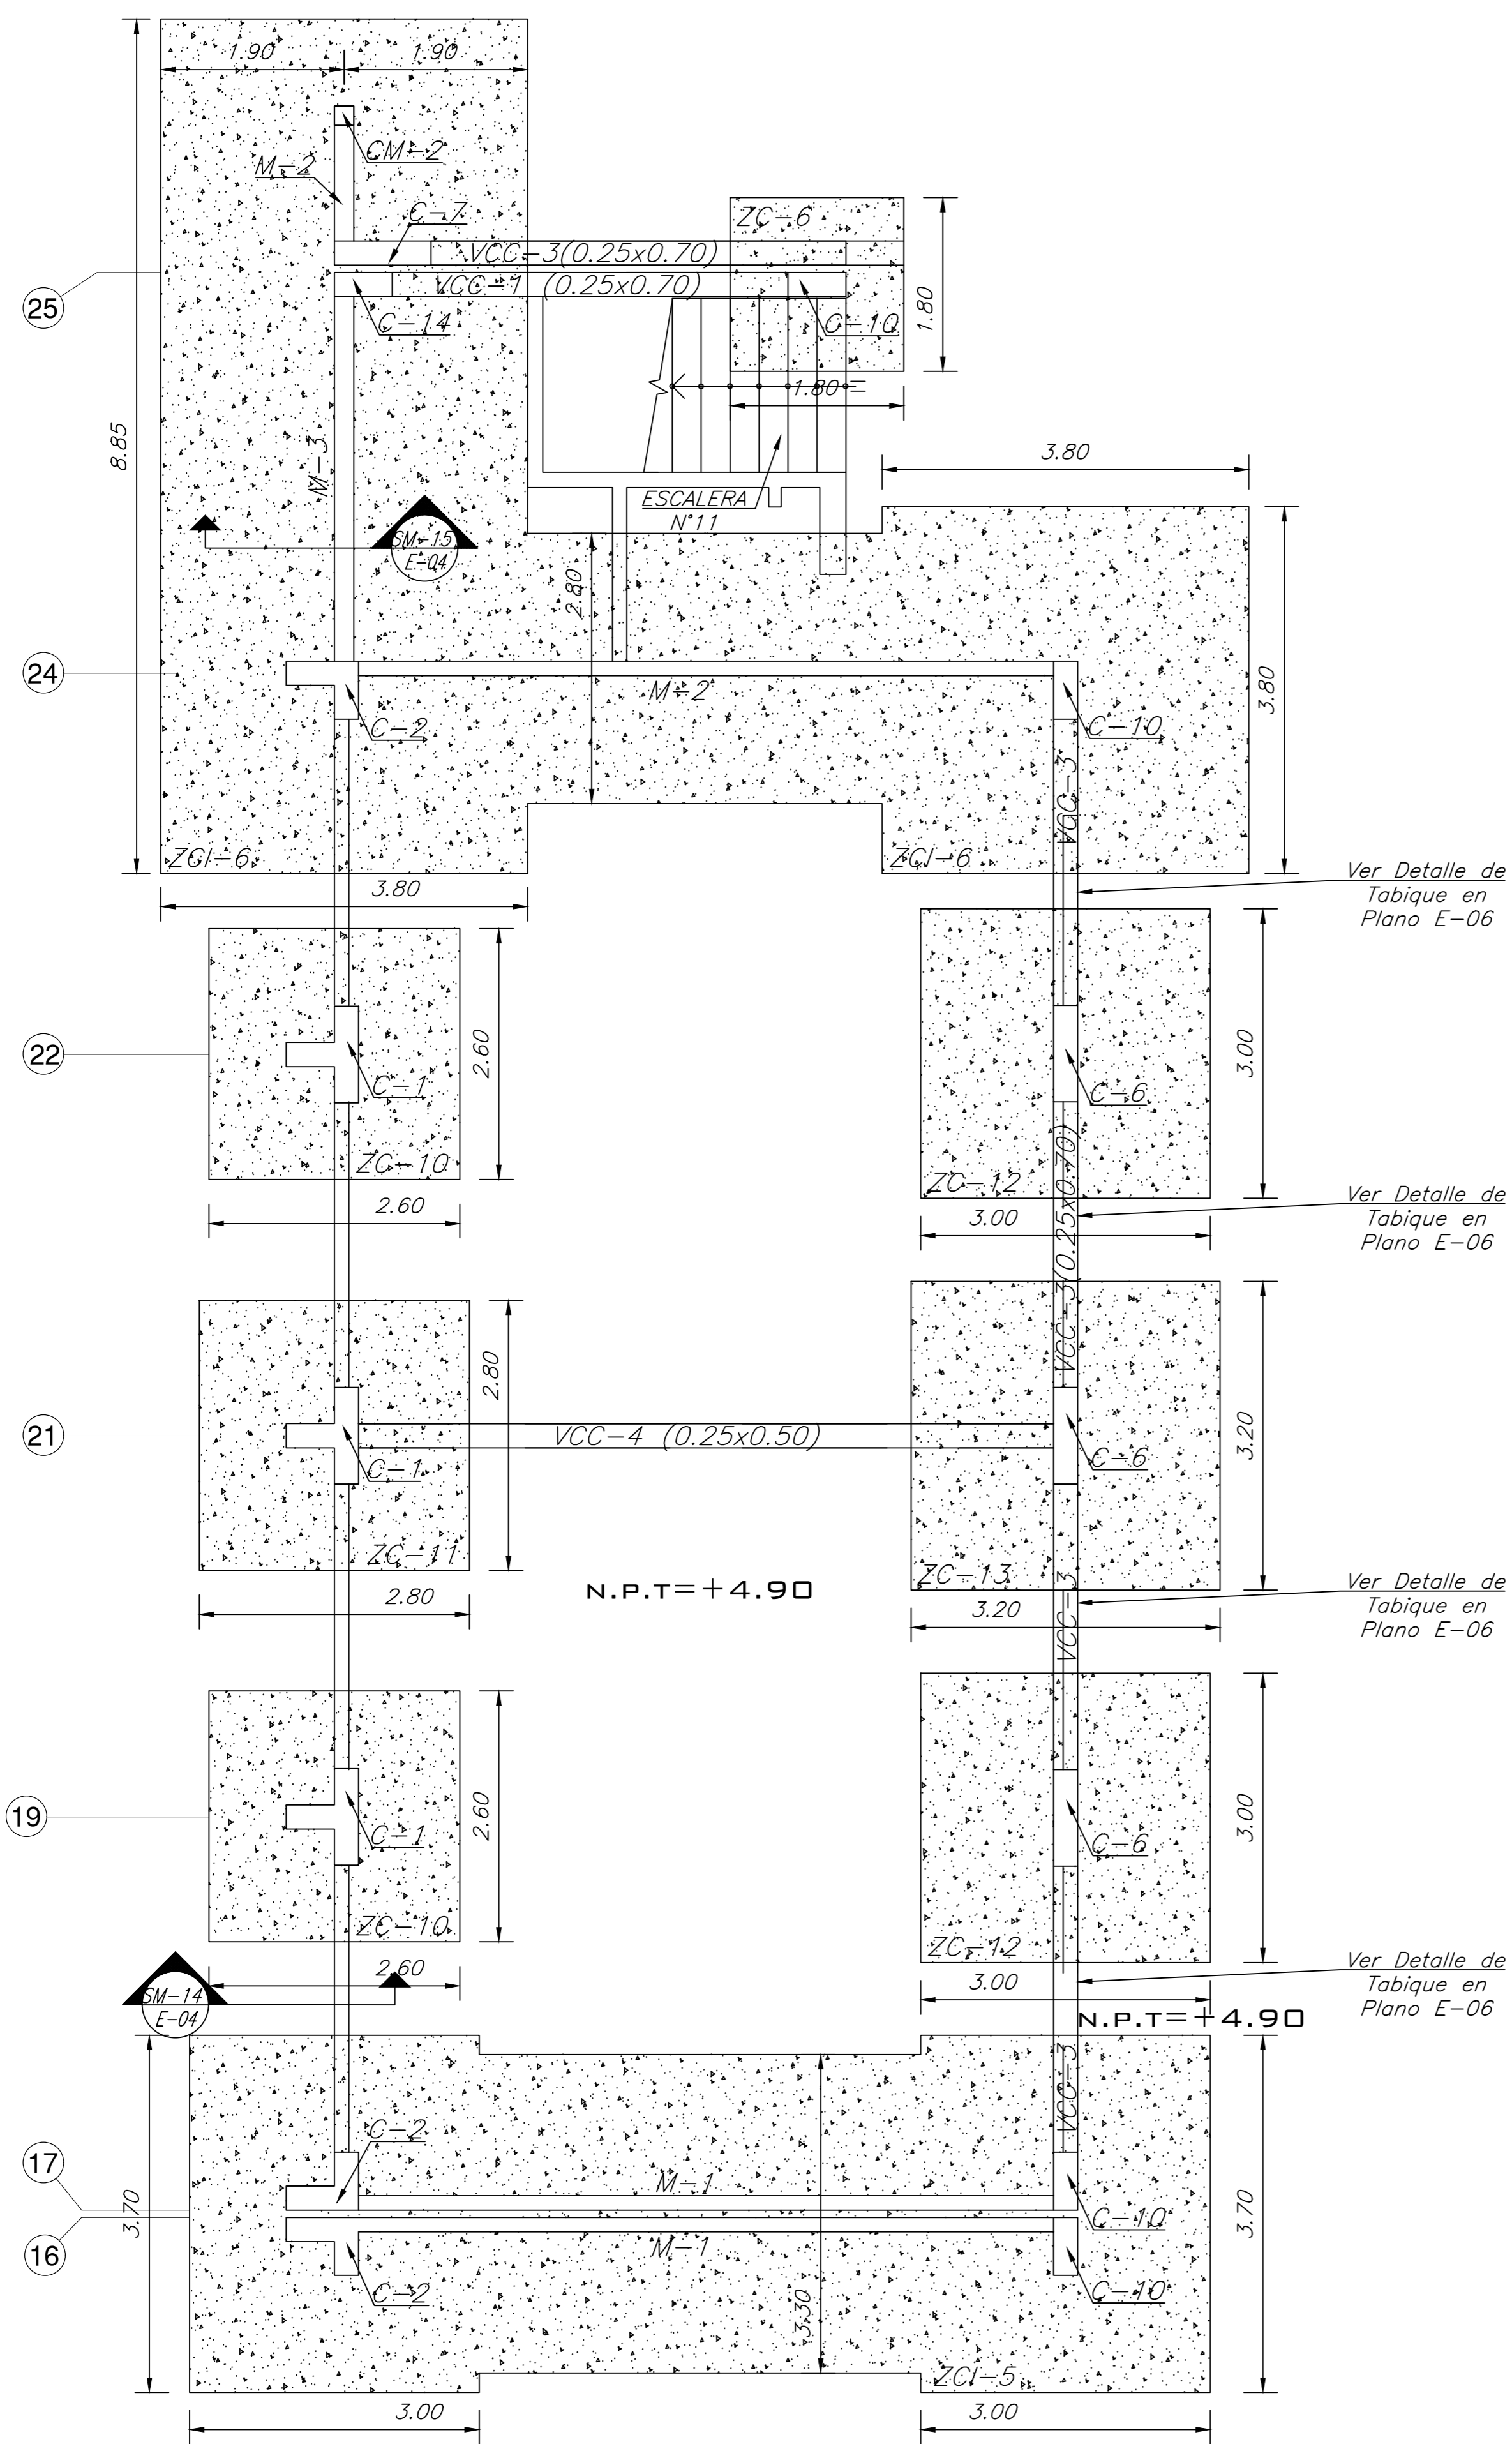 1.90
1.90
CM-2
M-2
C-7
ZC-6
VCC-3(0.25x0.70)
25
VCC-1 (0.25x0.70)
C-14
C-10
1.80
1.80 =
8.85
M-3
3.80
ESCALERA
N°11
SM-15
E-04
2.80
24
M-2
3.80
C-2
C-10
VCC-3
ZCI-6
ZCI-6
3.80
Ver Detalle de
Tabique en
Plano E-06
22
2.60
3.00
C-1
C-6
ZC-10
ZC-12
2.60
3.00
VCC-3(0.25x0.70)
Ver Detalle de
Tabique en
Plano E-06
2.80
21
VCC-4 (0.25x0.50)
3.20
C-1
C-6
ZC-11
ZC-13
2.80
N.P.T=+4.90
3.20
VCC-3
Ver Detalle de
Tabique en
Plano E-06
19
2.60
3.00
C-1
C-6
ZC-10
ZC-12
2.60
3.00
Ver Detalle de
Tabique en
Plano E-06
SM-14
E-04
N.P.T=+4.90
VCC-3
C-2
17
3.70
M-1
3.70
C-10
16
M-1
C-2
C-10
3.30
ZCI-5
3.00
3.00